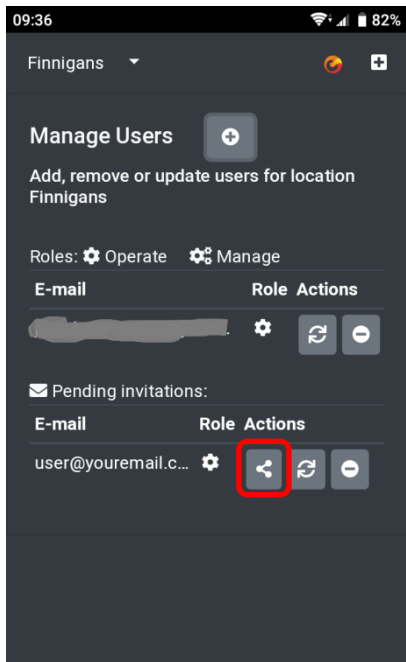 09:36 82%
Finnigans
Manage Users
Add, remove or update users for location
Finnigans
Roles: Operate Manage
E-mail Role Actions
Pending invitations:
E-mail Role Actions
user@youremail.c...